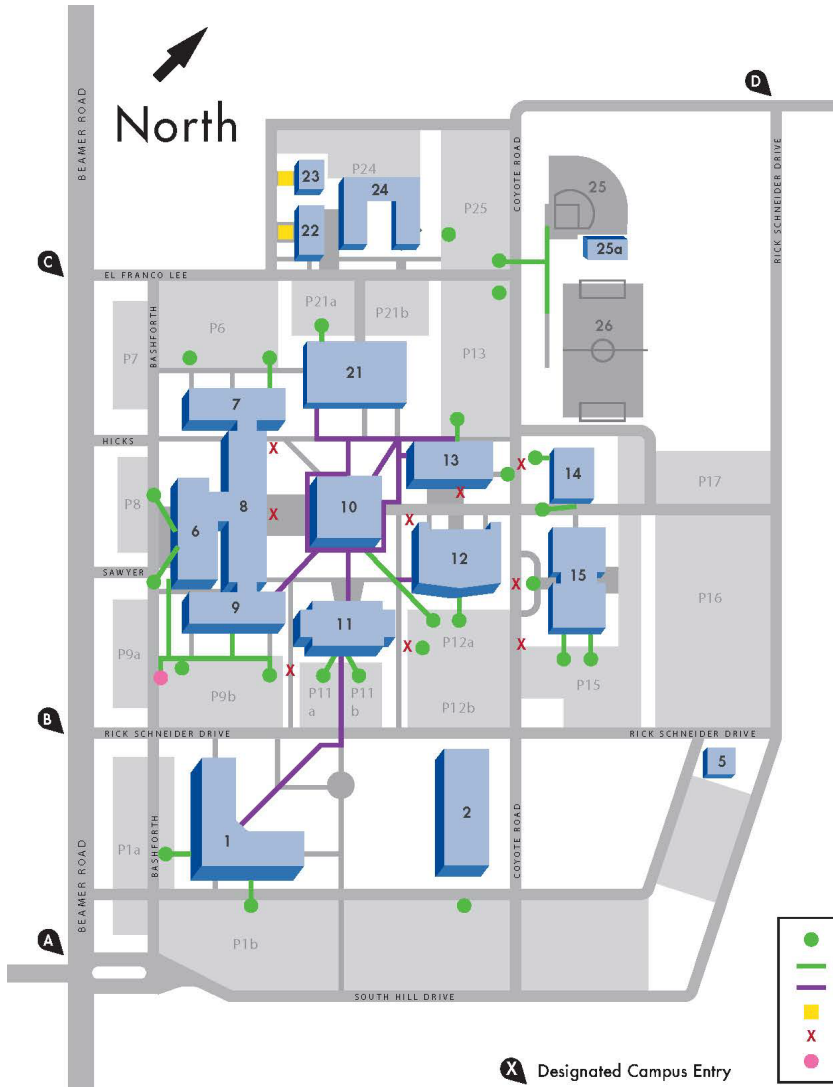 North
D
BEAMER ROAD
COYOTE ROAD
RICK SCHNEIDER DRIVE
23
P24
24
25
P25
22
25a
C
EL FRANCO LEE
BASHFORTH
P7
P6
P21a
P21b
P13
26
21
7
HICKS
X
13
X
14
P17
P8
X
6
8
10
X
X
12
15
SAWYER
X
P16
9
11
P9a
P12a
X
X
X
P15
P9b
P11
a
P11
b
P12b
B
RICK SCHNEIDER DRIVE
RICK SCHNEIDER DRIVE
5
2
1
P1a
BASHFORTH
COYOTE ROAD
BEAMER ROAD
A
P1b
SOUTH HILL DRIVE
X
X Designated Campus Entry